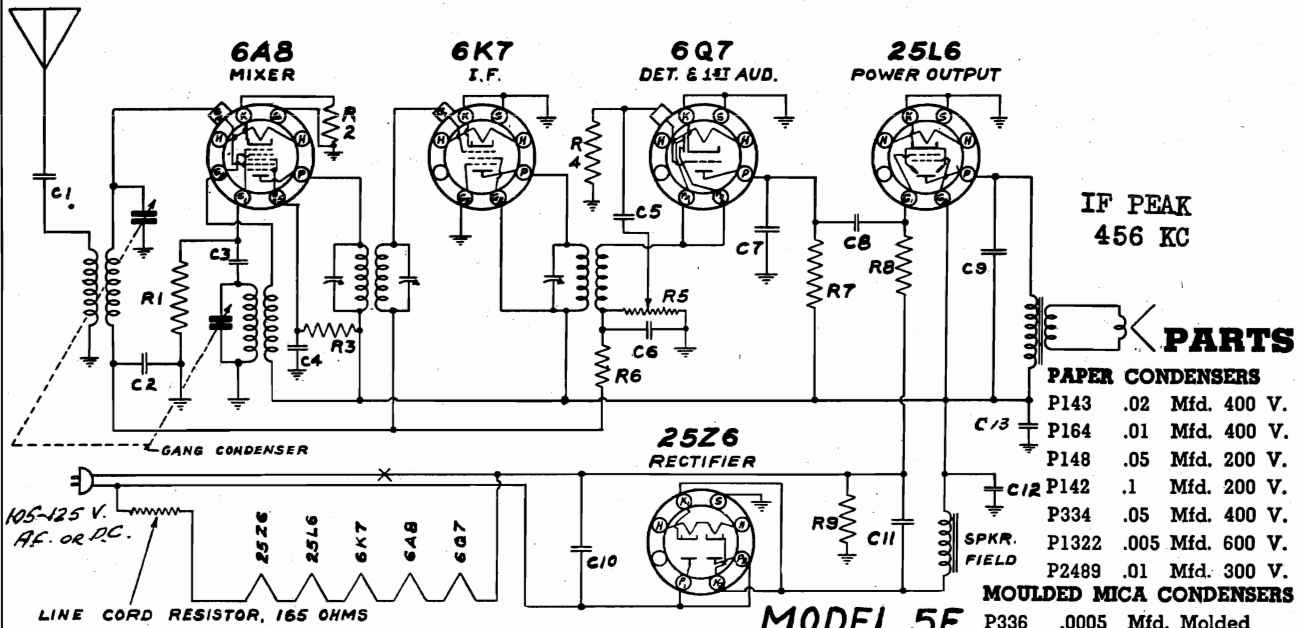 6A8
MIXER
6K7
I.F.
6Q7
DET. & 1ST AUD.
25L6
POWER OUTPUT
R
2
R
4
K S H H P
C1
C2
C3
R1
C4
R3
C5
R5
C6
R6
C7
R7
C8
R8
C9
IF PEAK
456 KC
GANG CONDENSER
25Z6
RECTIFIER
105-125 V.
A.C. OR D.C.
25Z6
25L6
6K7
6A8
6Q7
LINE CORD RESISTOR, 165 OHMS
C10
R9
C11
C12
C13
SPKR.
FIELD
MODEL 5F
PARTS
PAPER CONDENSERS
P143 .02 Mfd. 400 V.
P164 .01 Mfd. 400 V.
P148 .05 Mfd. 200 V.
P142 .1 Mfd. 200 V.
P334 .05 Mfd. 400 V.
P1322 .005 Mfd. 600 V.
P2489 .01 Mfd. 300 V.
MOULDED MICA CONDENSERS
P336 .0005 Mfd. Molded